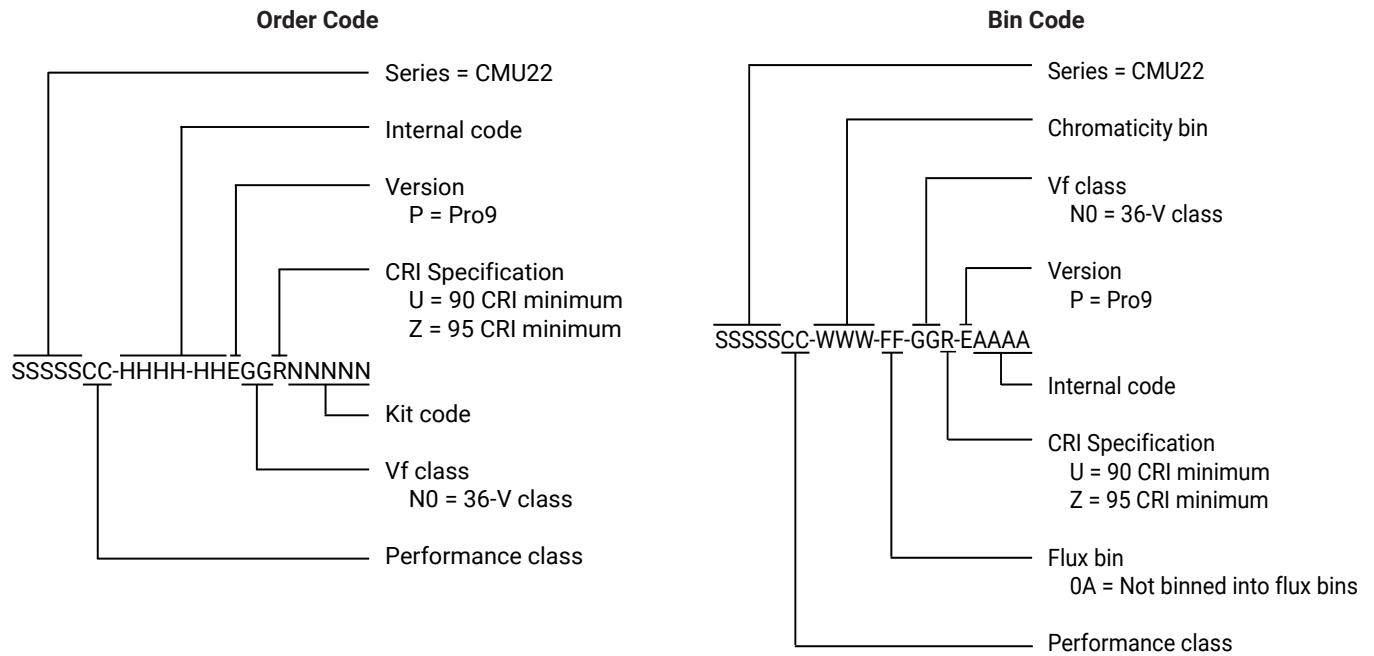 Order Code
Series = CMU22
Internal code
Version
P = Pro9
CRI Specification
U = 90 CRI minimum
Z = 95 CRI minimum
SSSSSCC-HHHH-HHEGGRNNNNN
Kit code
Vf class
N0 = 36-V class
Performance class
Bin Code
Series = CMU22
Chromaticity bin
Vf class
N0 = 36-V class
Version
P = Pro9
SSSSSCC-WWW-FF-GGR-EAAAA
Internal code
CRI Specification
U = 90 CRI minimum
Z = 95 CRI minimum
Flux bin
0A = Not binned into flux bins
Performance class